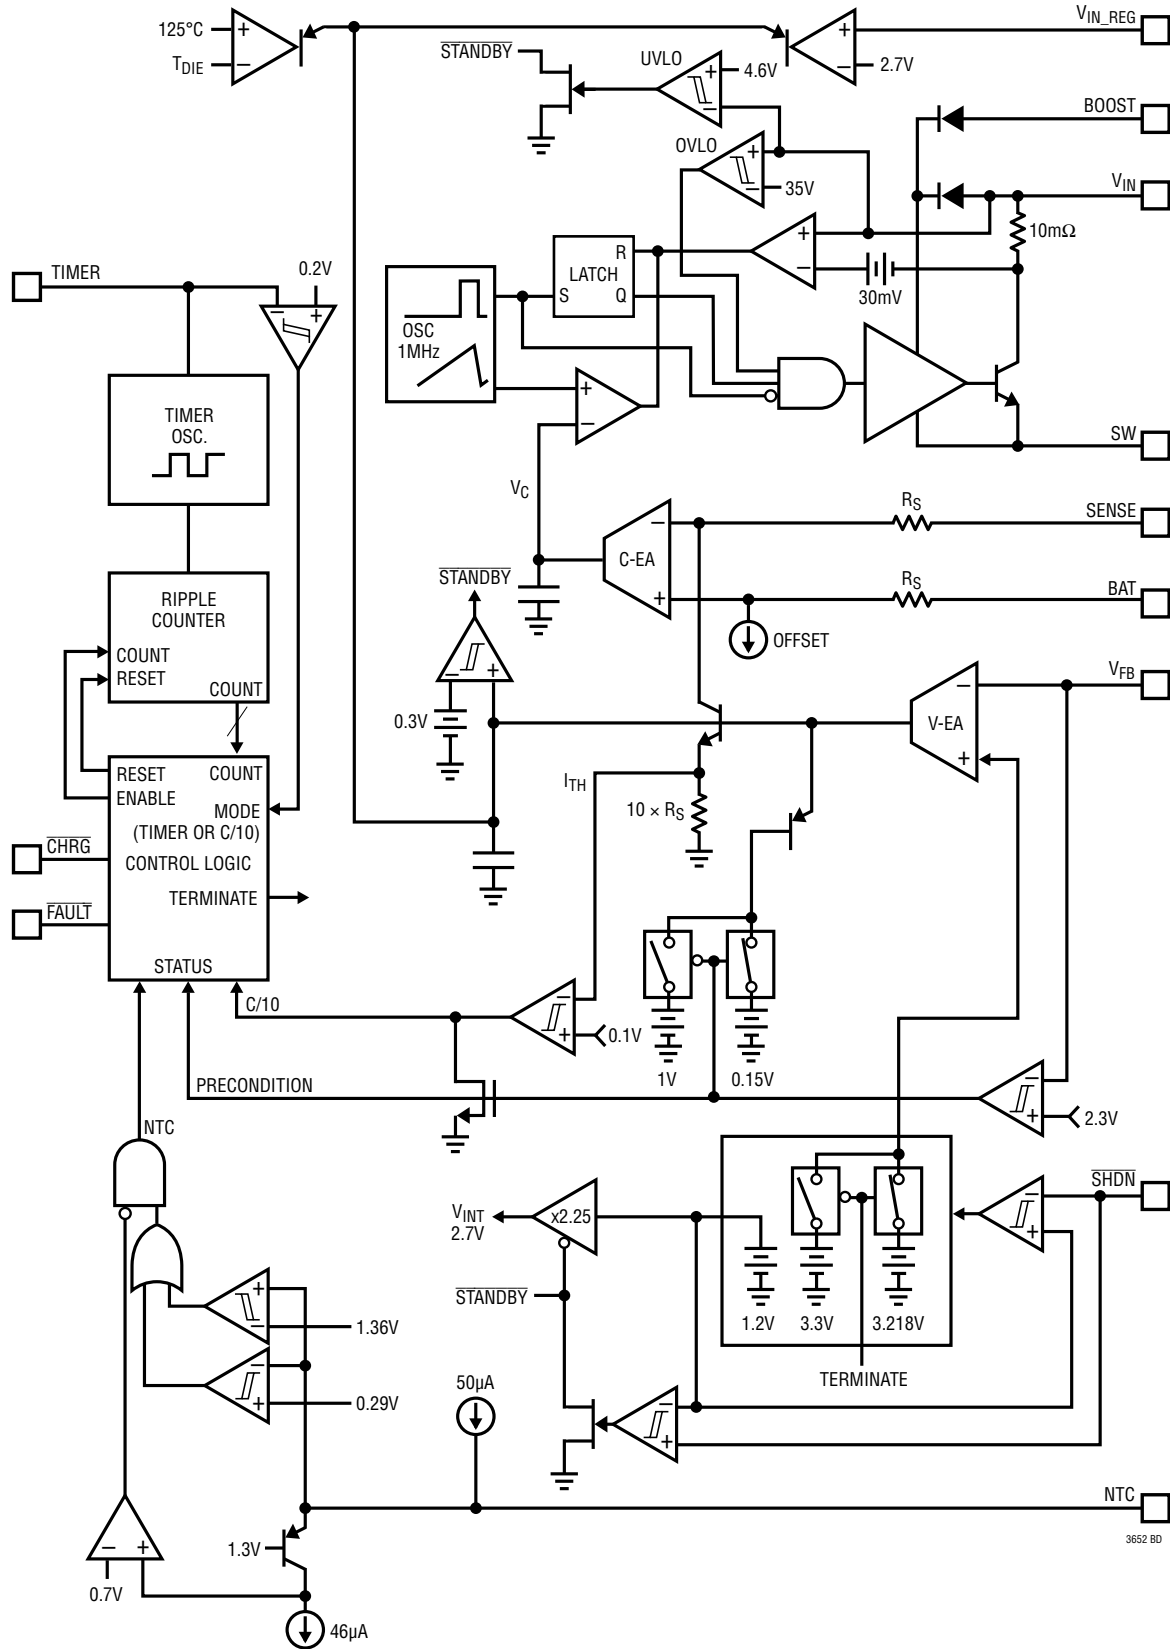 125°C
TDIE
STANDBY
UVLO
4.6V
VIN_REG
2.7V
BOOST
OVLO
35V
VIN
10mΩ
30mV
R
LATCH
S
Q
OSC
1MHz
TIMER
0.2V
TIMER
OSC.
SW
VC
RS
SENSE
C-EA
RS
BAT
OFFSET
STANDBY
RIPPLE
COUNTER
COUNT
RESET
COUNT
0.3V
VFB
V-EA
RESET
COUNT
ENABLE
MODE
(TIMER OR C/10)
CONTROL LOGIC
TERMINATE
STATUS
CHRG
FAULT
ITH
10 × RS
C/10
0.1V
1V
0.15V
PRECONDITION
2.3V
NTC
SHDN
VINT
2.7V
x2.25
STANDBY
1.2V
3.3V
3.218V
TERMINATE
1.36V
0.29V
50µA
NTC
1.3V
0.7V
46µA
3652 BD